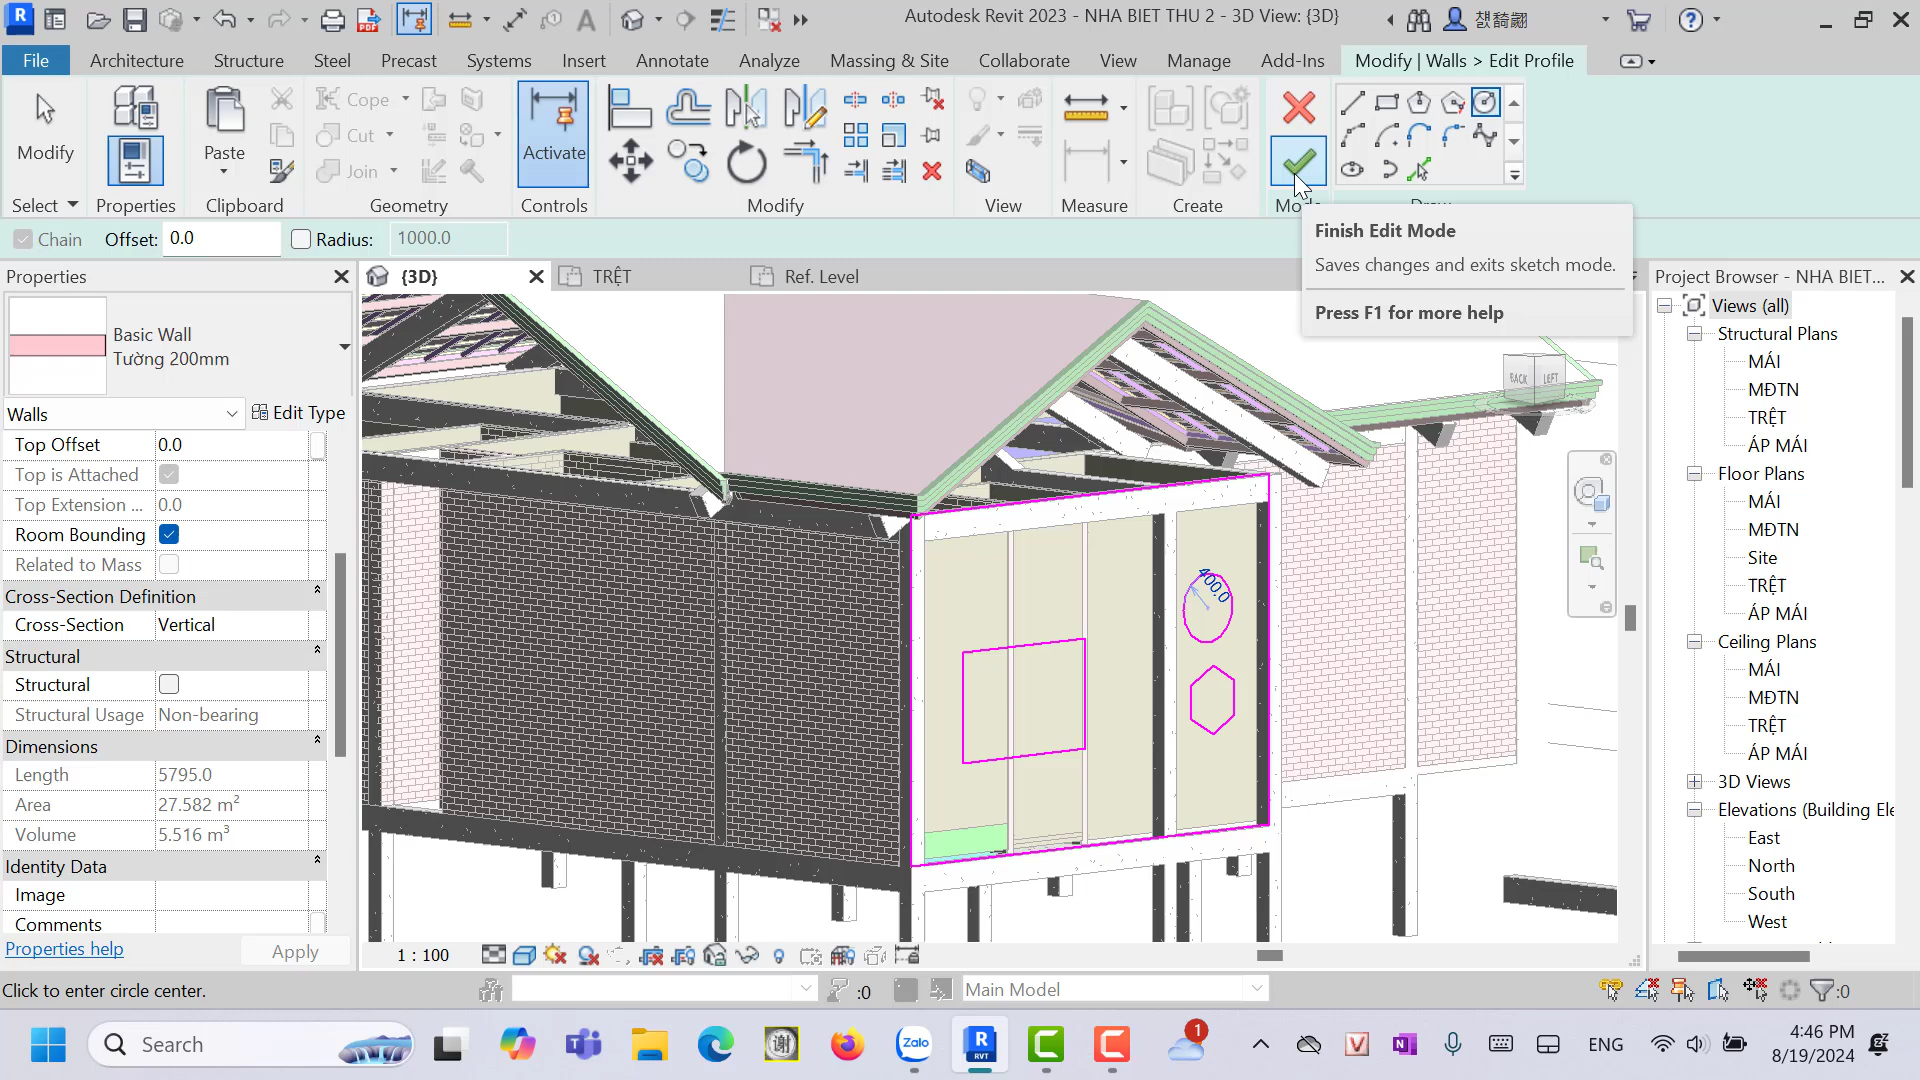 Autodesk Revit 2023 - NHA BIET THU 2 - 3D View: {3D}
File Architecture Structure Steel Precast Systems Insert Annotate Analyze Massing & Site Collaborate View Manage Add-Ins Modify | Walls > Edit Profile
Modify
Paste
Cope
Cut
Join
Activate
Select Properties Clipboard Geometry Controls Modify View Measure Create
Chain Offset: 0.0 Radius: 1000.0
Finish Edit Mode
Saves changes and exits sketch mode.
Press F1 for more help
Properties
{3D}
TRỆT
Ref. Level
Project Browser - NHA BIET...
Basic Wall
Tường 200mm
Walls
Edit Type
Top Offset 0.0
Top is Attached
Top Extension ... 0.0
Room Bounding
Related to Mass
Cross-Section Definition
Cross-Section Vertical
Structural
Structural
Structural Usage Non-bearing
Dimensions
Length 5795.0
Area 27.582 m²
Volume 5.516 m³
Identity Data
Image
Comments
Properties help
Apply
400.0
BACK
LEFT
Views (all)
Structural Plans
MÁI
MĐTN
TRỆT
ÁP MÁI
Floor Plans
MÁI
MĐTN
Site
TRỆT
ÁP MÁI
Ceiling Plans
MÁI
MĐTN
TRỆT
ÁP MÁI
3D Views
Elevations (Building Ele
East
North
South
West
1 : 100
Click to enter circle center.
:0
Main Model
:0
Search
Zalo
R
RVT
1
ENG
4:46 PM
8/19/2024